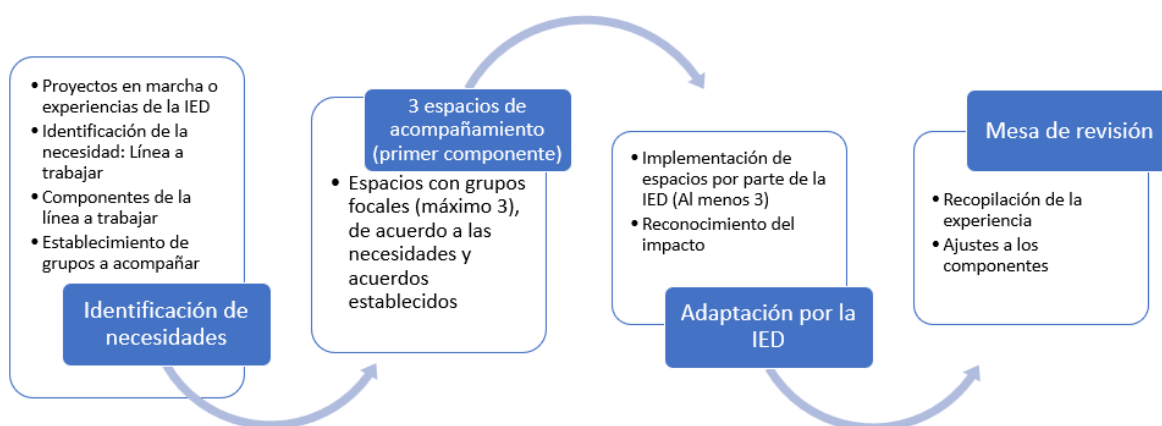 • Proyectos en marcha o
experiencias de la IED
• Identificación de la
necesidad: Línea a
trabajar
• Componentes de la
línea a trabajar
• Establecimiento de
grupos a acompañar
Identificación de
necesidades
3 espacios de
acompañamiento
(primer componente)
• Espacios con grupos
focales (máximo 3),
de acuerdo a las
necesidades y
acuerdos
establecidos
• Implementación de
espacios por parte de la
IED (Al menos 3)
• Reconocimiento del
impacto
Adaptación por la
IED
Mesa de revisión
• Recopilación de la
experiencia
• Ajustes a los
componentes